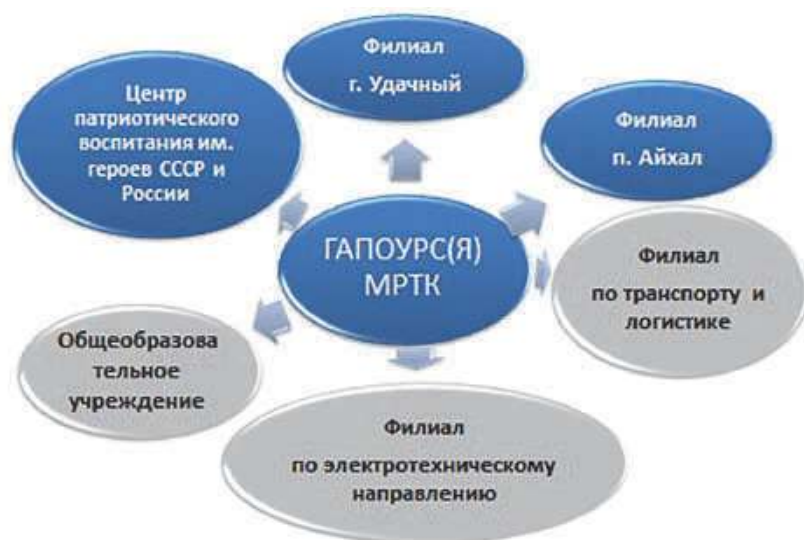 Филиал
г. Удачный
Центр
патриотического
воспитания им.
героев СССР и
России
Филиал
п. Айхал
ГАПОУРС(Я)
МРТК
Филиал
по транспорту и
логистике
Общеобразова
тельное
учреждение
Филиал
по электротехническому
направлению